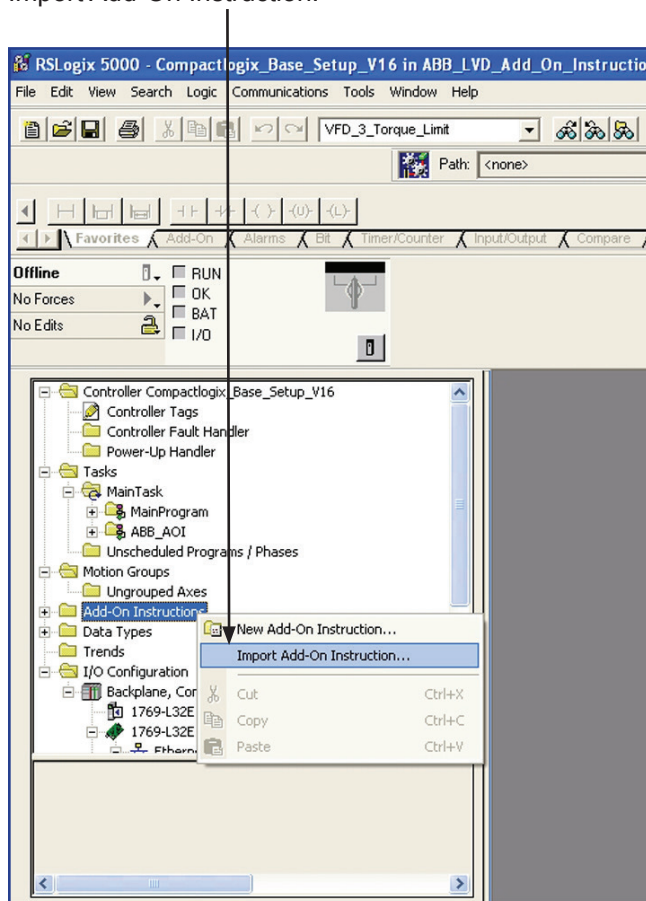 Import Add-On Instruction.
RSLogix 5000 - Compactlogix_Base_Setup_V16 in ABB_LVD_Add_On_Instructio
File Edit View Search Logic Communications Tools Window Help
VFD_3_Torque_Limit
Path: <none>
Favorites Add-On Alarms Bit Timer/Counter Input/Output Compare
Offline RUN
No Forces OK
BAT
No Edits I/O
Controller Compactlogix_Base_Setup_V16
Controller Tags
Controller Fault Handler
Power-Up Handler
Tasks
MainTask
MainProgram
ABB_AOI
Unscheduled Programs / Phases
Motion Groups
Ungrouped Axes
Add-On Instructions
Data Types
New Add-On Instruction...
Trends
Import Add-On Instruction...
I/O Configuration
Backplane, Cor
Cut Ctrl+X
1769-L32E
Copy Ctrl+C
1769-L32E
Paste Ctrl+V